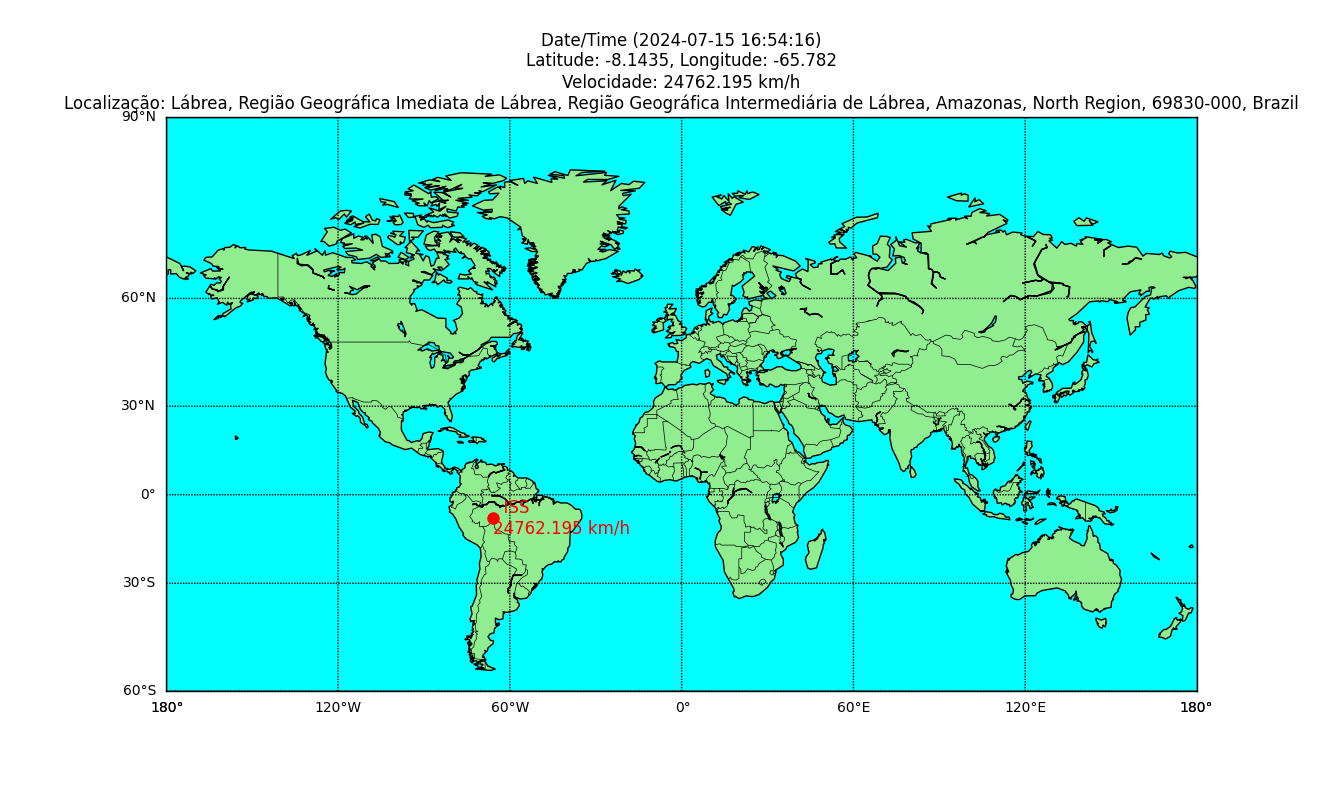 Date/Time (2024-07-15 16:54:16)
Latitude: -8.1435, Longitude: -65.782
Velocidade: 24762.195 km/h
Localização: Lábrea, Região Geográfica Imediata de Lábrea, Região Geográfica Intermediária de Lábrea, Amazonas, North Region, 69830-000, Brazil
90°N
60°N
30°N
0°
ISS
24762.195 km/h
30°S
60°S
180° 120°W 60°W 0° 60°E 120°E 180°